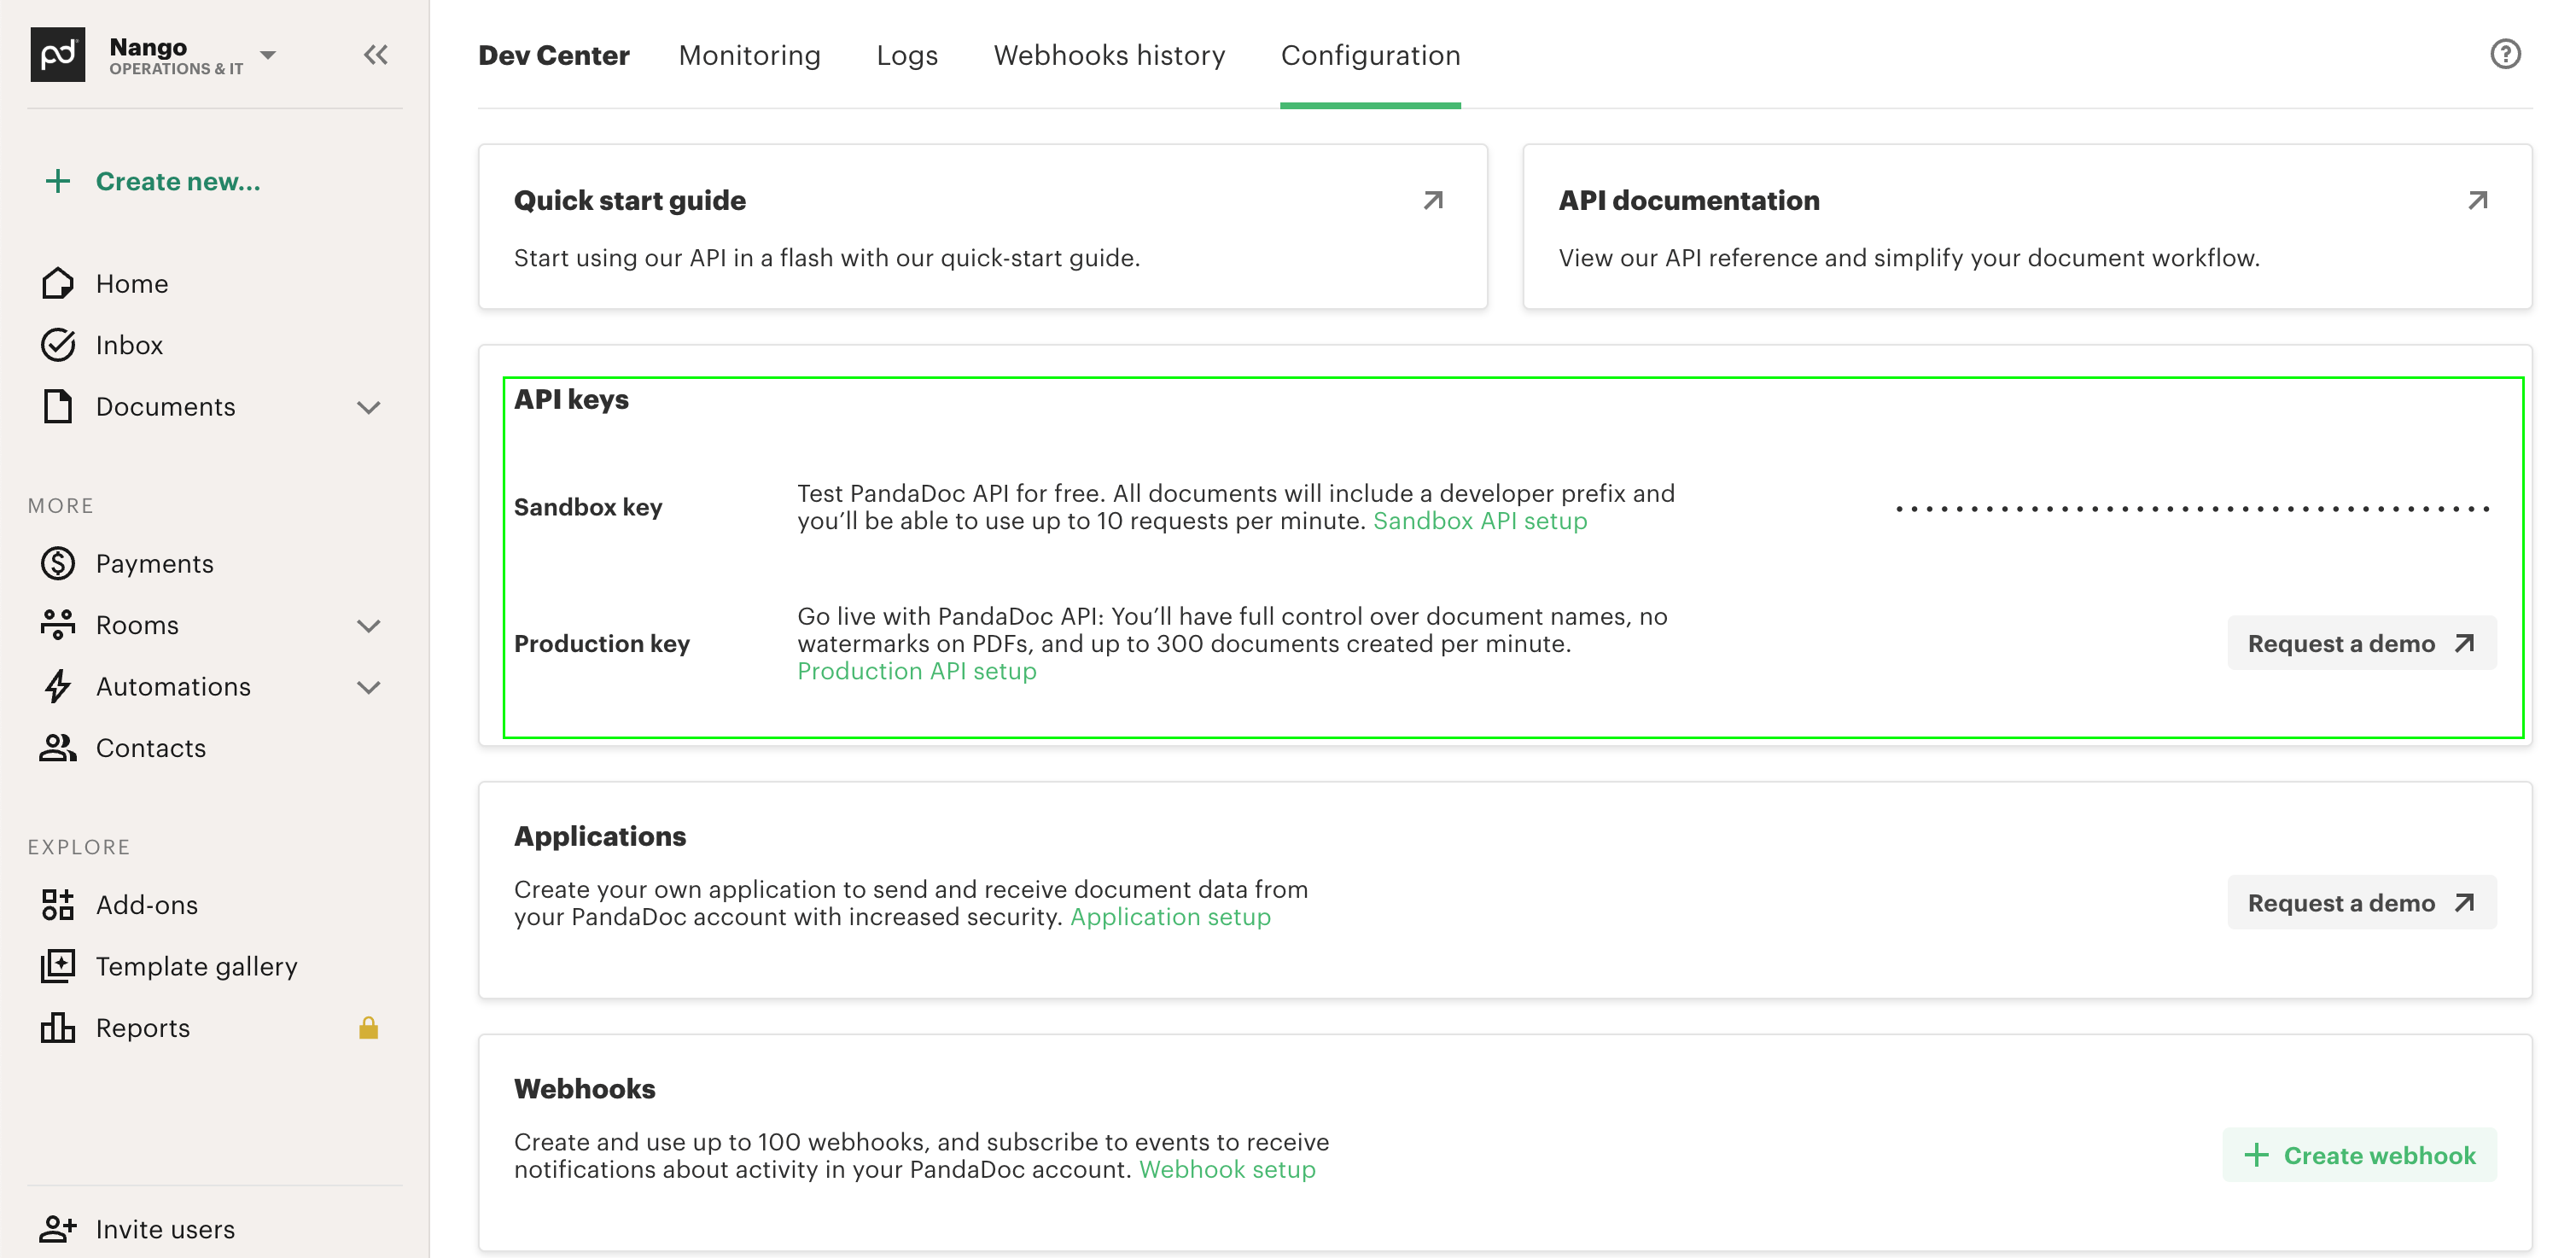 pd
Nango
OPERATIONS & IT
Create new...
Home
Inbox
Documents
MORE
Payments
Rooms
Automations
Contacts
EXPLORE
Add-ons
Template gallery
Reports
Invite users
Dev Center
Monitoring
Logs
Webhooks history
Configuration
Quick start guide
Start using our API in a flash with our quick-start guide.
API documentation
View our API reference and simplify your document workflow.
API keys
Sandbox key
Test PandaDoc API for free. All documents will include a developer prefix and
you’ll be able to use up to 10 requests per minute. Sandbox API setup
Production key
Go live with PandaDoc API: You’ll have full control over document names, no
watermarks on PDFs, and up to 300 documents created per minute.
Production API setup
Request a demo
Applications
Create your own application to send and receive document data from
your PandaDoc account with increased security. Application setup
Request a demo
Webhooks
Create and use up to 100 webhooks, and subscribe to events to receive
notifications about activity in your PandaDoc account. Webhook setup
Create webhook